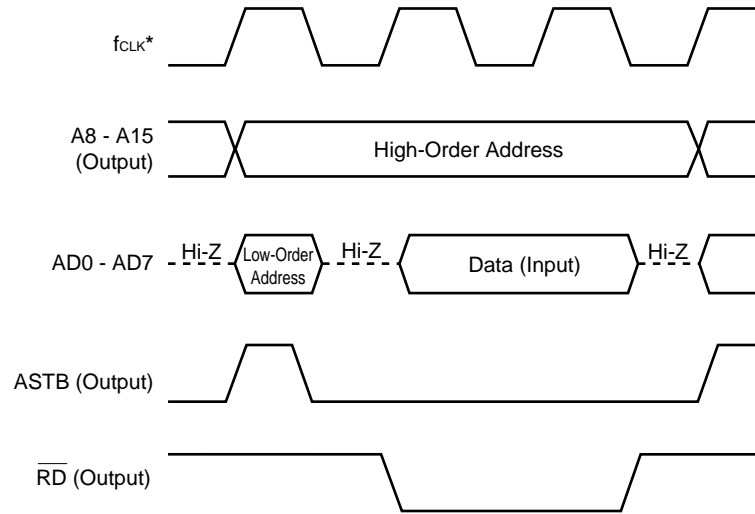 fCLK*
A8 - A15
(Output)
High-Order Address
AD0 - AD7
Hi-Z
Low-Order
Address
Hi-Z
Data (Input)
Hi-Z
ASTB (Output)
RD (Output)